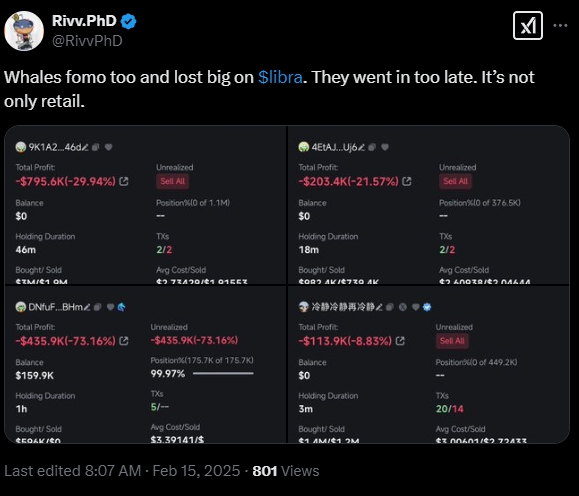 Rivv.PhD
@RivvPhD
Whales fomo too and lost big on $libra. They went in too late. It's not
only retail.
9K1A2...46d
Total Profit:
Unrealized
-$795.6K(-29.94%)
Sell All
Balance
Position%(0 of 1.1M)
$0
--
Holding Duration
TXs
46m
2/2
Bought/ Sold
Avg Cost/Sold
$3M/$1.9M
$2.73429/$1.91553
4EtAJ...Uj6
Total Profit:
Unrealized
-$203.4K(-21.57%)
Sell All
Balance
Position%(0 of 376.5K)
$0
--
Holding Duration
TXs
18m
2/2
Bought/ Sold
Avg Cost/Sold
$982.4K/$739.4K
$2.60938/$2.04644
DNfuF...BHm
Total Profit:
Unrealized
-$435.9K(-73.16%)
-$435.9K(-73.16%)
Balance
Position%(175.7K of 175.7K)
$159.9K
99.97%
Holding Duration
TXs
1h
5/--
Bought/ Sold
Avg Cost/Sold
$596K/$0
$3.39141/$
冷静冷静再冷静
Total Profit:
Unrealized
-$113.9K(-8.83%)
Sell All
Balance
Position%(0 of 449.2K)
$0
--
Holding Duration
TXs
3m
20/14
Bought/ Sold
Avg Cost/Sold
$1.4M/$1.2M
$3.00601/$2.72433
Last edited 8:07 AM · Feb 15, 2025 · 801 Views